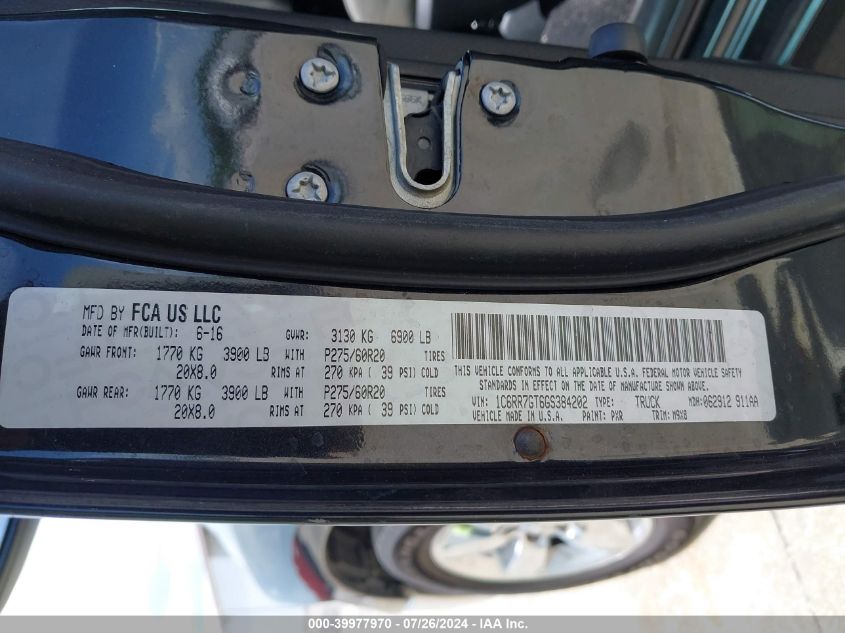 MFD BY FCA US LLC
DATE OF MFR(BUILT): 6-16 GVWR: 3130 KG 6900 LB
GAWR FRONT: 1770 KG 3900 LB WITH P275/60R20 TIRES
20X8.0 RIMS AT 270 KPA ( 39 PSI) COLD
GAWR REAR: 1770 KG 3900 LB WITH P275/60R20 TIRES
20X8.0 RIMS AT 270 KPA ( 39 PSI) COLD
THIS VEHICLE CONFORMS TO ALL APPLICABLE U.S.A. FEDERAL MOTOR VEHICLE SAFETY
STANDARDS IN EFFECT ON THE DATE OF MANUFACTURE SHOWN ABOVE.
VIN: 1C6RR7GT6GS384202 TYPE: TRUCK MDH: 062912 911AA
VEHICLE MADE IN U.S.A. PAINT: PXR TRIM: M9X8
000-39977970 - 07/26/2024 - IAA Inc.